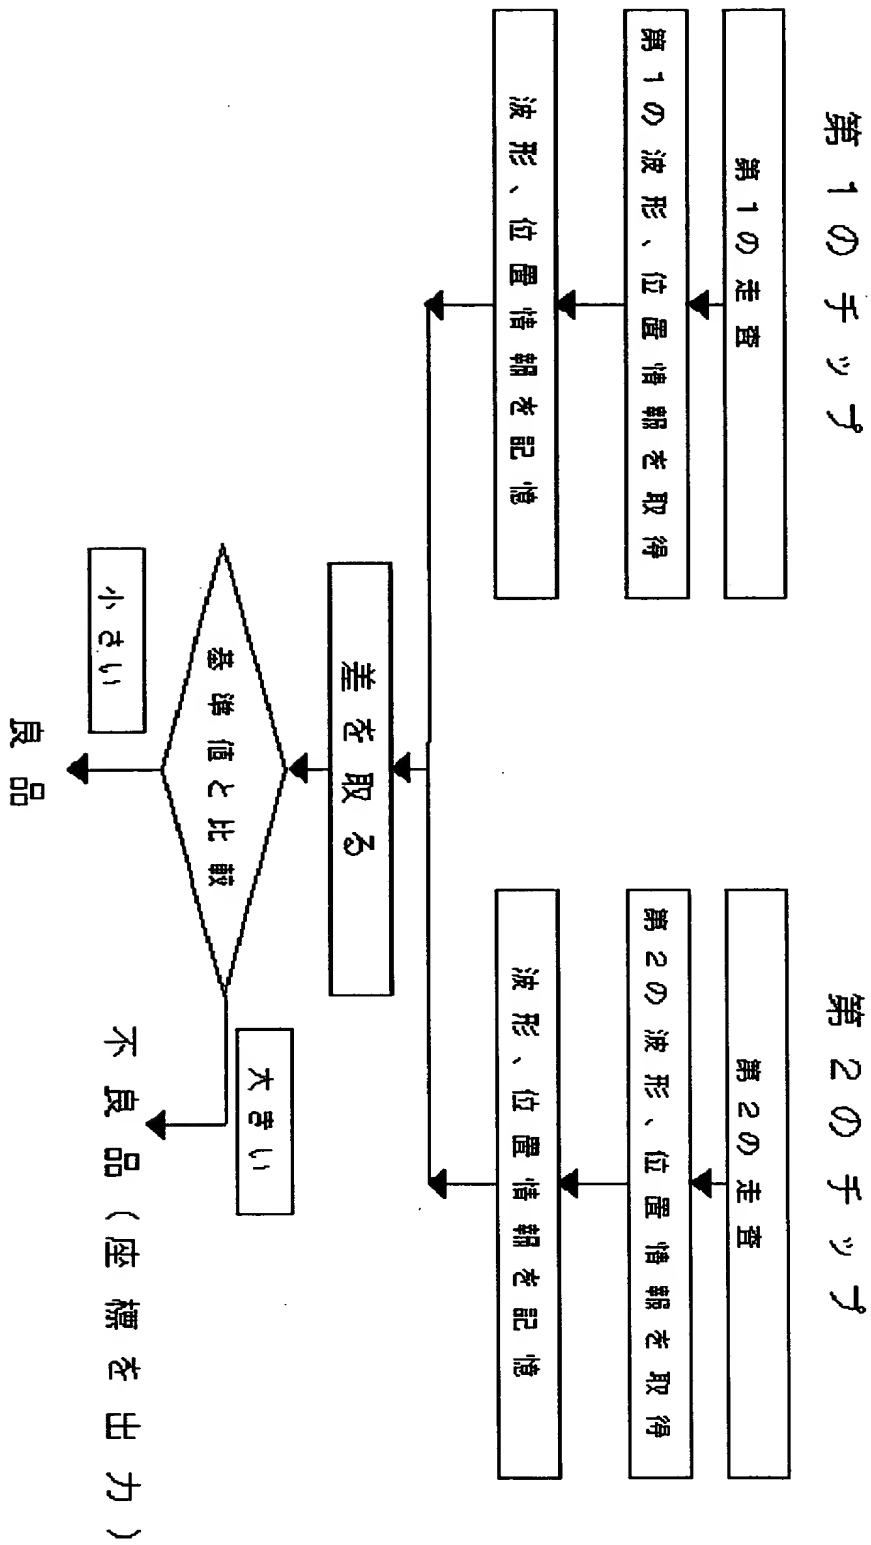 第１のチップ
第２のチップ
第１の走査
第２の走査
第１の波形、位置情報を取得
第２の波形、位置情報を取得
波形、位置情報を記憶
波形、位置情報を記憶
差を取る
基準値と比較
大きい
小さい
不良品（座標を出力）
良品